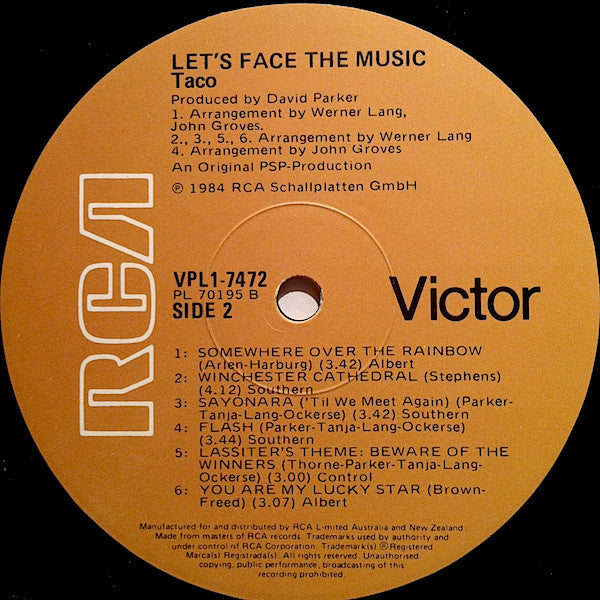 LET'S FACE THE MUSIC
Taco
Produced by David Parker
1. Arrangement by Werner Lang,
John Groves.
2., 3., 5., 6. Arrangement by Werner Lang
4. Arrangement by John Groves
An Original PSP-Production
℗ 1984 RCA Schallplatten GmbH
RCA
VPL1-7472
PL 70195 B
SIDE 2
Victor
1: SOMEWHERE OVER THE RAINBOW
(Arlen-Harburg) (3.42) Albert
2: WINCHESTER CATHEDRAL (Stephens)
(4.12) Southern
3: SAYONARA ('Til We Meet Again) (Parker-
Tanja-Lang-Ockerse) (3.42) Southern
4: FLASH (Parker-Tanja-Lang-Ockerse)
(3.44) Southern
5: LASSITER'S THEME: BEWARE OF THE
WINNERS (Thorne-Parker-Tanja-Lang-
Ockerse) (3.00) Control
6: YOU ARE MY LUCKY STAR (Brown-
Freed) (3.07) Albert
Manufactured for and distributed by RCA Limited Australia and New Zealand.
Made from masters of RCA records. Trademarks used by authority and
under control of RCA Corporation. Trademark(s) ® Registered
Marca(s) Registrada(s). All rights reserved. Unauthorised
copying, public performance, broadcasting of this
recording prohibited.